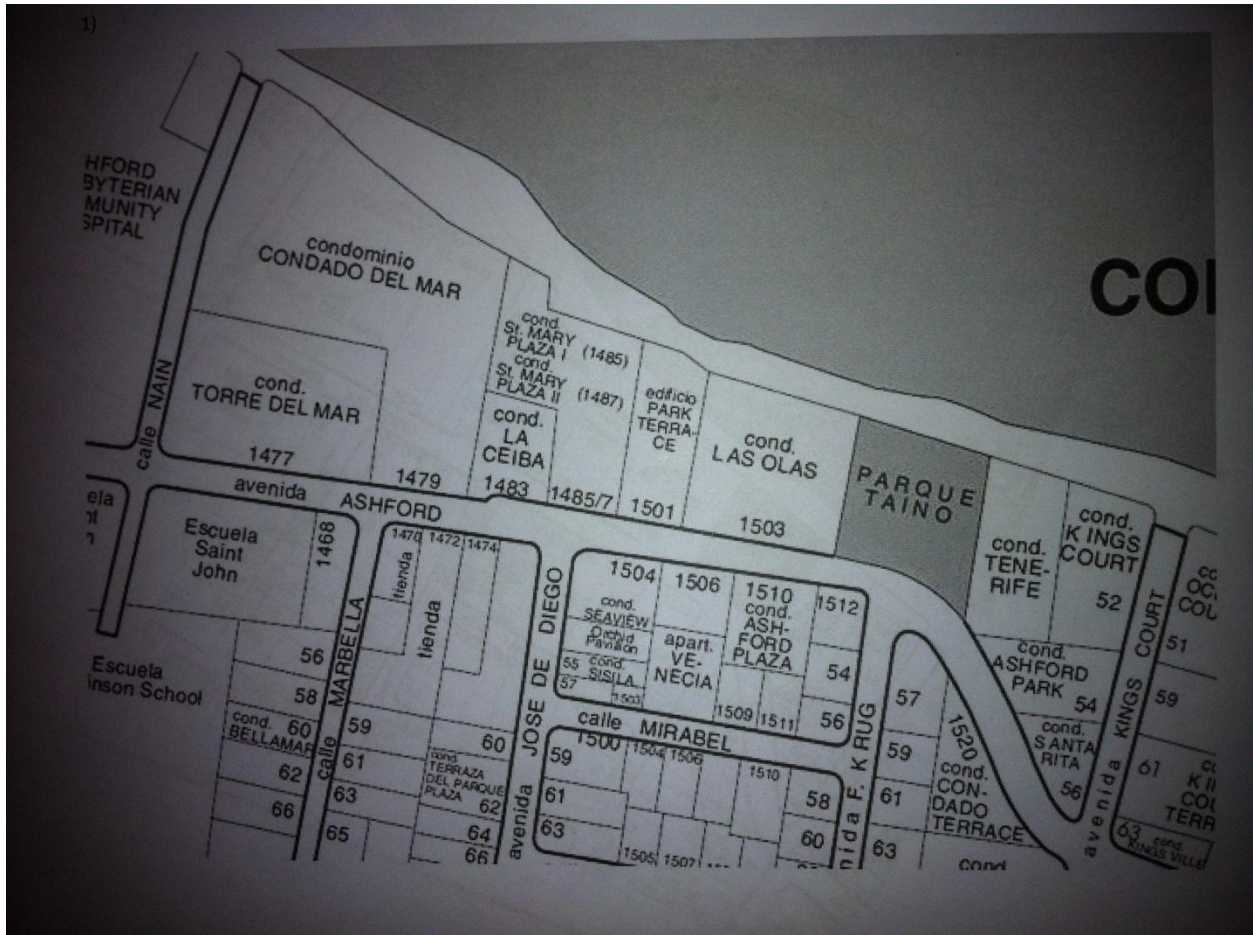 1)
HFORD
BYTERIAN
MUNITY
SPITAL
condominio
CONDADO DEL MAR
COI
cond.
St. MARY
PLAZA I (1485)
cond.
St. MARY
PLAZA II (1487)
edificio
PARK
TERRA-
CE
cond.
TORRE DEL MAR
1477
calle NAIN
1479
cond.
LA
CEIBA
1483
1485/7
1501
cond.
LAS OLAS
1503
PARQUE
TAINO
cond.
TENE-
RIFE
cond.
KINGS
COURT
52
avenida ASHFORD
ela
Escuela
Saint
John
1468
1470
1472
1474
tienda
tienda
calle MARBELLA
avenida JOSE DE DIEGO
1504
1506
1510
1512
cond.
SEAVIEW
Orchid
Pavilion
55
cond.
SISILA
57
1503
apart.
VE-
NECIA
cond.
ASH-
FORD
PLAZA
54
1509
1511
56
calle MIRABEL
nida F. KRUG
57
59
61
63
1520
cond.
CON-
DADO
TERRACE
cond.
cond.
ASHFORD
PARK
54
cond.
SANTA
RITA
56
avenida KINGS COURT
OC
COU
51
59
61
K II
COU
TERR
63
cond.
KINGS VILLE
Escuela
inson School
56
58
cond. 60
BELLAMAR
62
66
59
61
63
65
60
cond.
TERRAZA
DEL PARQUE
PLAZA 62
64
66
59
1500
1504
1506
1510
58
61
60
63
1505
1507